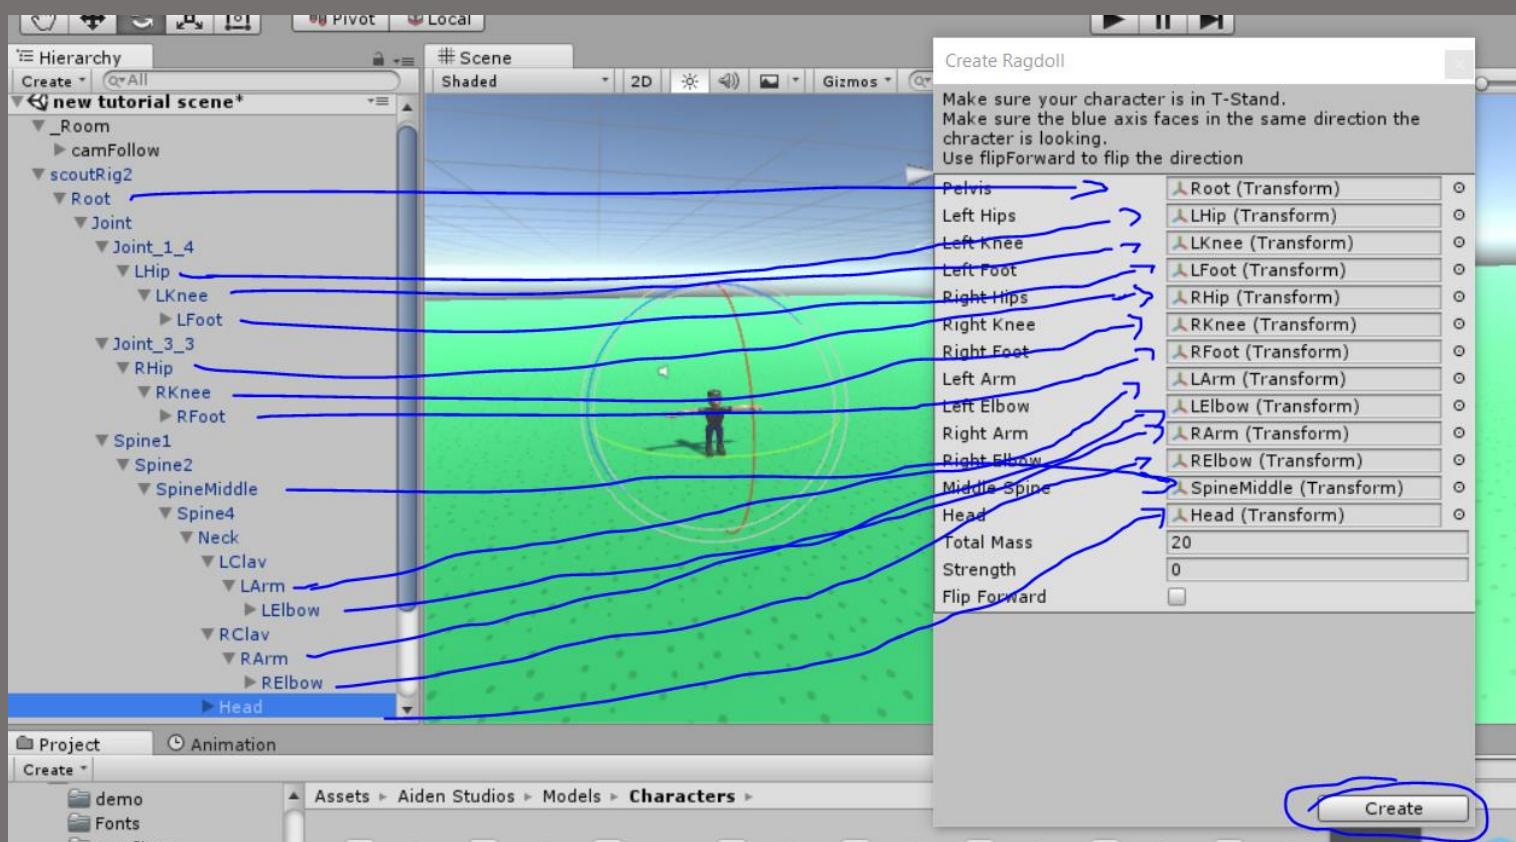 Pivot
Local
Hierarchy
Create
All
new tutorial scene*
_Room
camFollow
scoutRig2
Root
Joint
Joint_1_4
LHip
LKnee
LFoot
Joint_3_3
RHip
RKnee
RFoot
Spine1
Spine2
SpineMiddle
Spine4
Neck
LClav
LArm
LElbow
RClav
RArm
RElbow
Head
Scene
Shaded
2D
Gizmos
Create Ragdoll
Make sure your character is in T-Stand.
Make sure the blue axis faces in the same direction the
chracter is looking.
Use flipForward to flip the direction
Pelvis Root (Transform)
Left Hips LHip (Transform)
Left Knee LKnee (Transform)
Left Foot LFoot (Transform)
Right Hips RHip (Transform)
Right Knee RKnee (Transform)
Right Foot RFoot (Transform)
Left Arm LArm (Transform)
Left Elbow LElbow (Transform)
Right Arm RArm (Transform)
Right Elbow RElbow (Transform)
Middle Spine SpineMiddle (Transform)
Head Head (Transform)
Total Mass 20
Strength 0
Flip Forward
Create
Project
Animation
Create
demo
Fonts
Assets Aiden Studios Models Characters